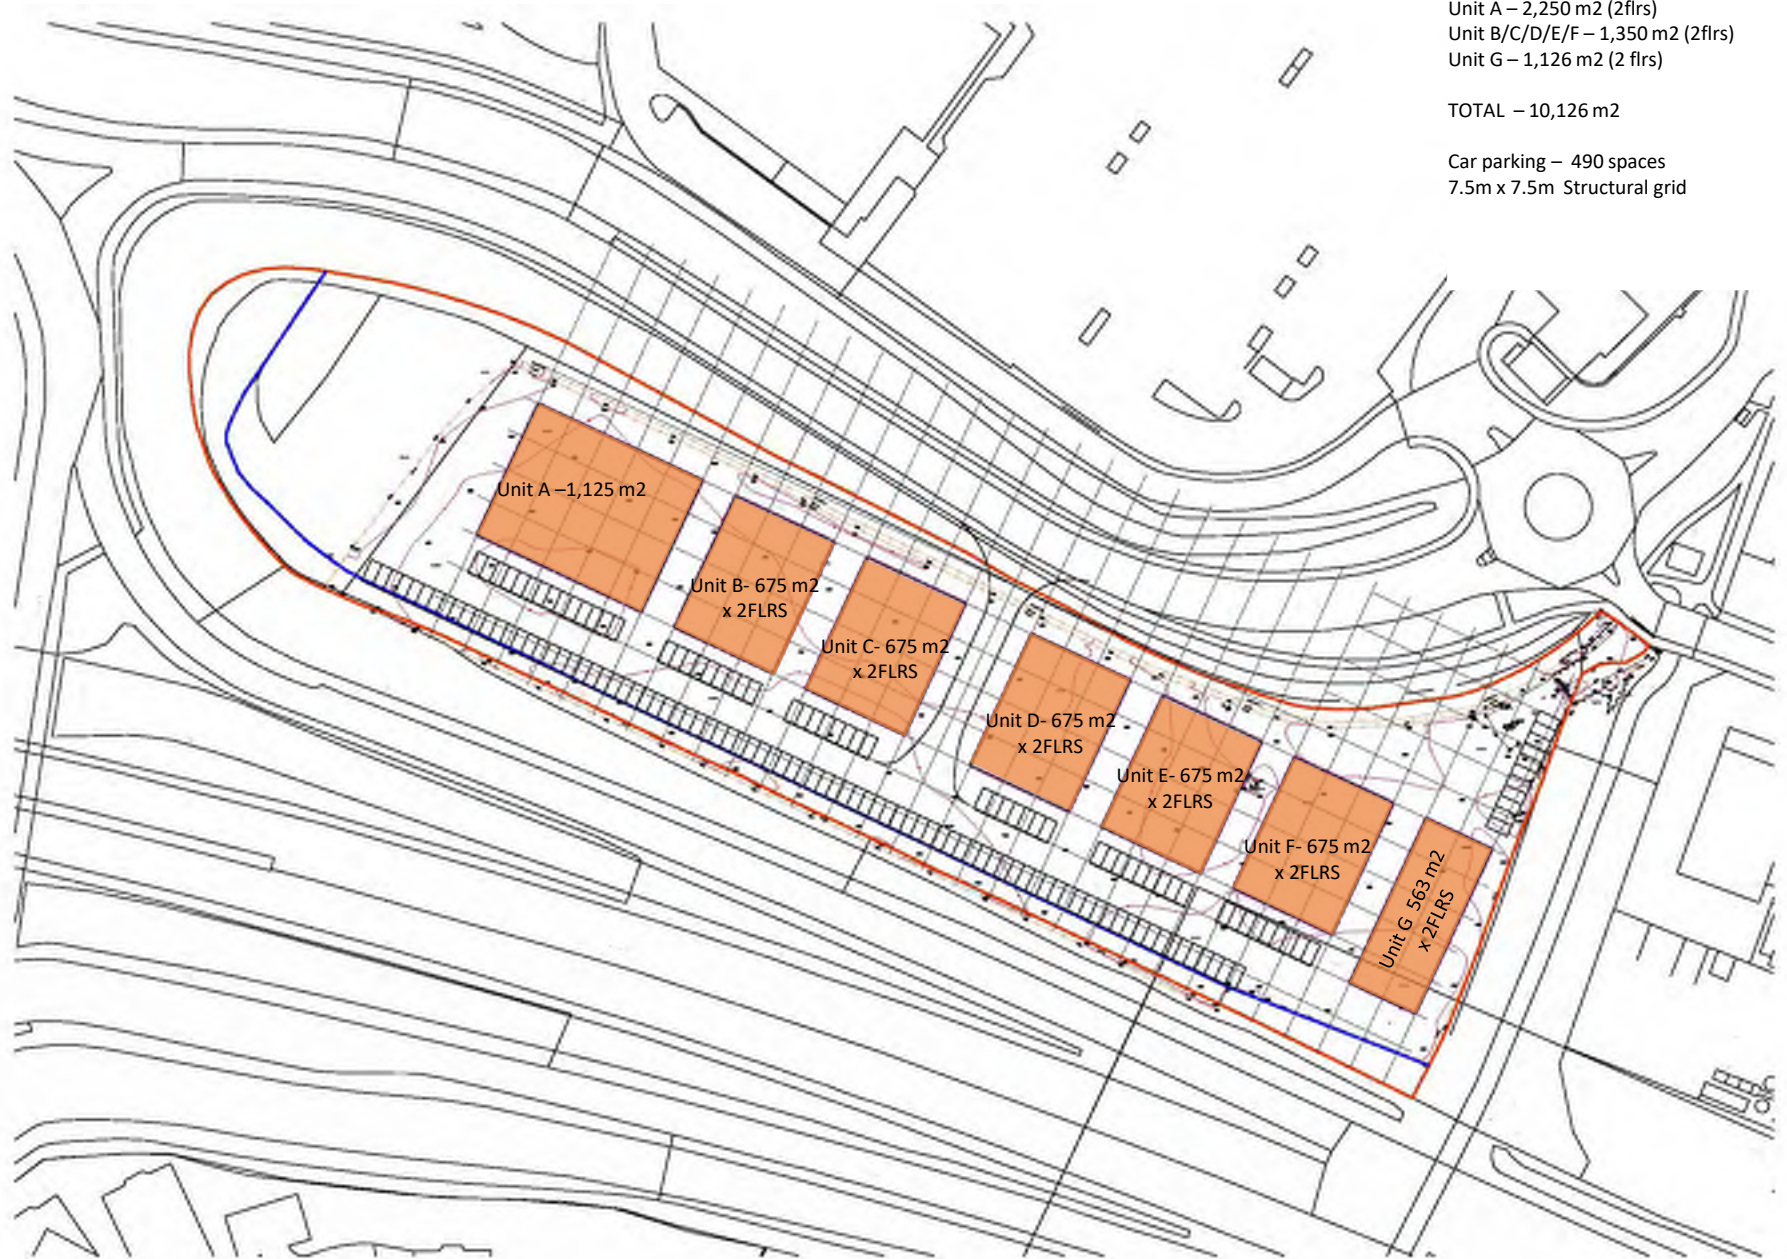 Unit A – 2,250 m2 (2flrs)
Unit B/C/D/E/F – 1,350 m2 (2flrs)
Unit G – 1,126 m2 (2 flrs)
TOTAL – 10,126 m2
Car parking – 490 spaces
7.5m x 7.5m Structural grid
Unit A –1,125 m2
Unit B- 675 m2
x 2FLRS
Unit C- 675 m2
x 2FLRS
Unit D- 675 m2
x 2FLRS
Unit E- 675 m2
x 2FLRS
Unit F- 675 m2
x 2FLRS
Unit G 563 m2
x 2FLRS